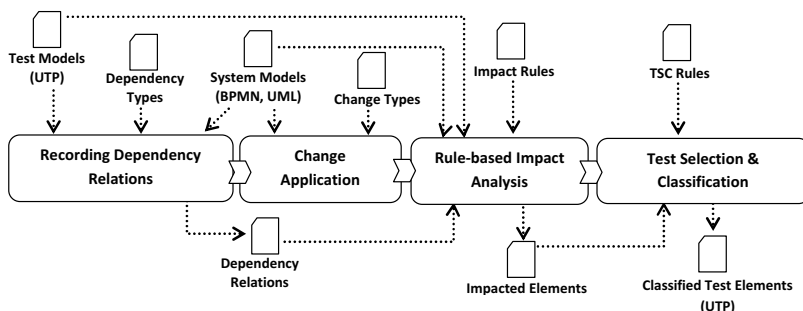 Test Models
(UTP)
Dependency
Types
System Models
(BPMN, UML)
Change Types
Impact Rules
TSC Rules
Recording Dependency
Relations
Change
Application
Rule-based Impact
Analysis
Test Selection &
Classification
Dependency
Relations
Impacted Elements
Classified Test Elements
(UTP)